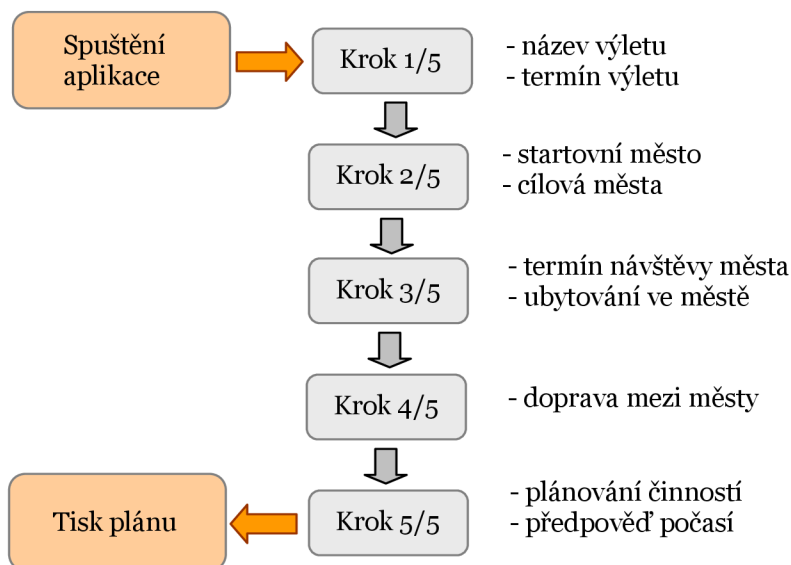 Spuštění
aplikace
Krok 1/5
- název výletu
- termín výletu
Krok 2/5
- startovní město
- cílová města
Krok 3/5
- termín návštěvy města
- ubytování ve městě
Krok 4/5
- doprava mezi městy
Tisk plánu
Krok 5/5
- plánování činností
- předpověď počasí